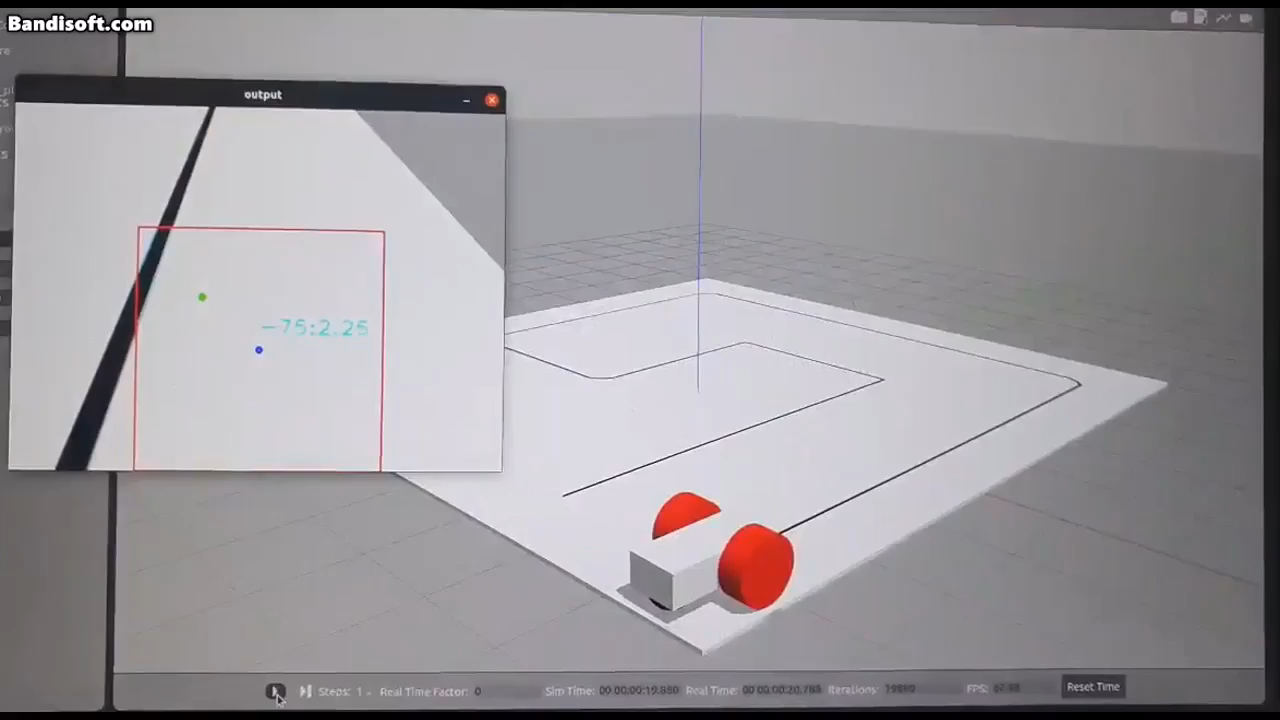 Bandisoft.com
output
−75:2.25
Steps: 1
Real Time Factor: 0
Sim Time: 00 00:00:19.880
Real Time: 00 00:00:20.788
Iterations: 19880
FPS:
Reset Time